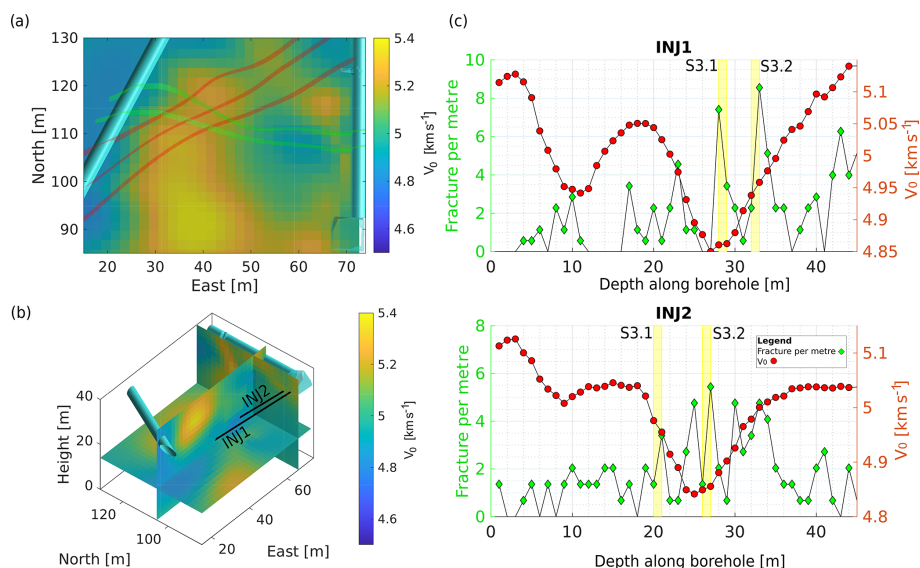 (a)
130
120
110
100
90
North [m]
20 30 40 50 60 70
East [m]
5.4
5.2
5
4.8
4.6
V₀ [km s⁻¹]
(b)
40
20
0
Height [m]
120
100
North [m]
20
40
60
East [m]
INJ2
INJ1
5.4
5.2
5
4.8
4.6
V₀ [km s⁻¹]
(c)
INJ1
S3.1 S3.2
10
8
6
4
2
0
Fracture per metre
0 10 20 30 40
Depth along borehole [m]
5.1
5.05
5
4.95
4.9
4.85
V₀ [km s⁻¹]
INJ2
S3.1 S3.2
8
6
4
2
0
Fracture per metre
Legend
Fracture per metre
V₀
0 10 20 30 40
Depth along borehole [m]
5.1
5
4.9
4.8
V₀ [km s⁻¹]